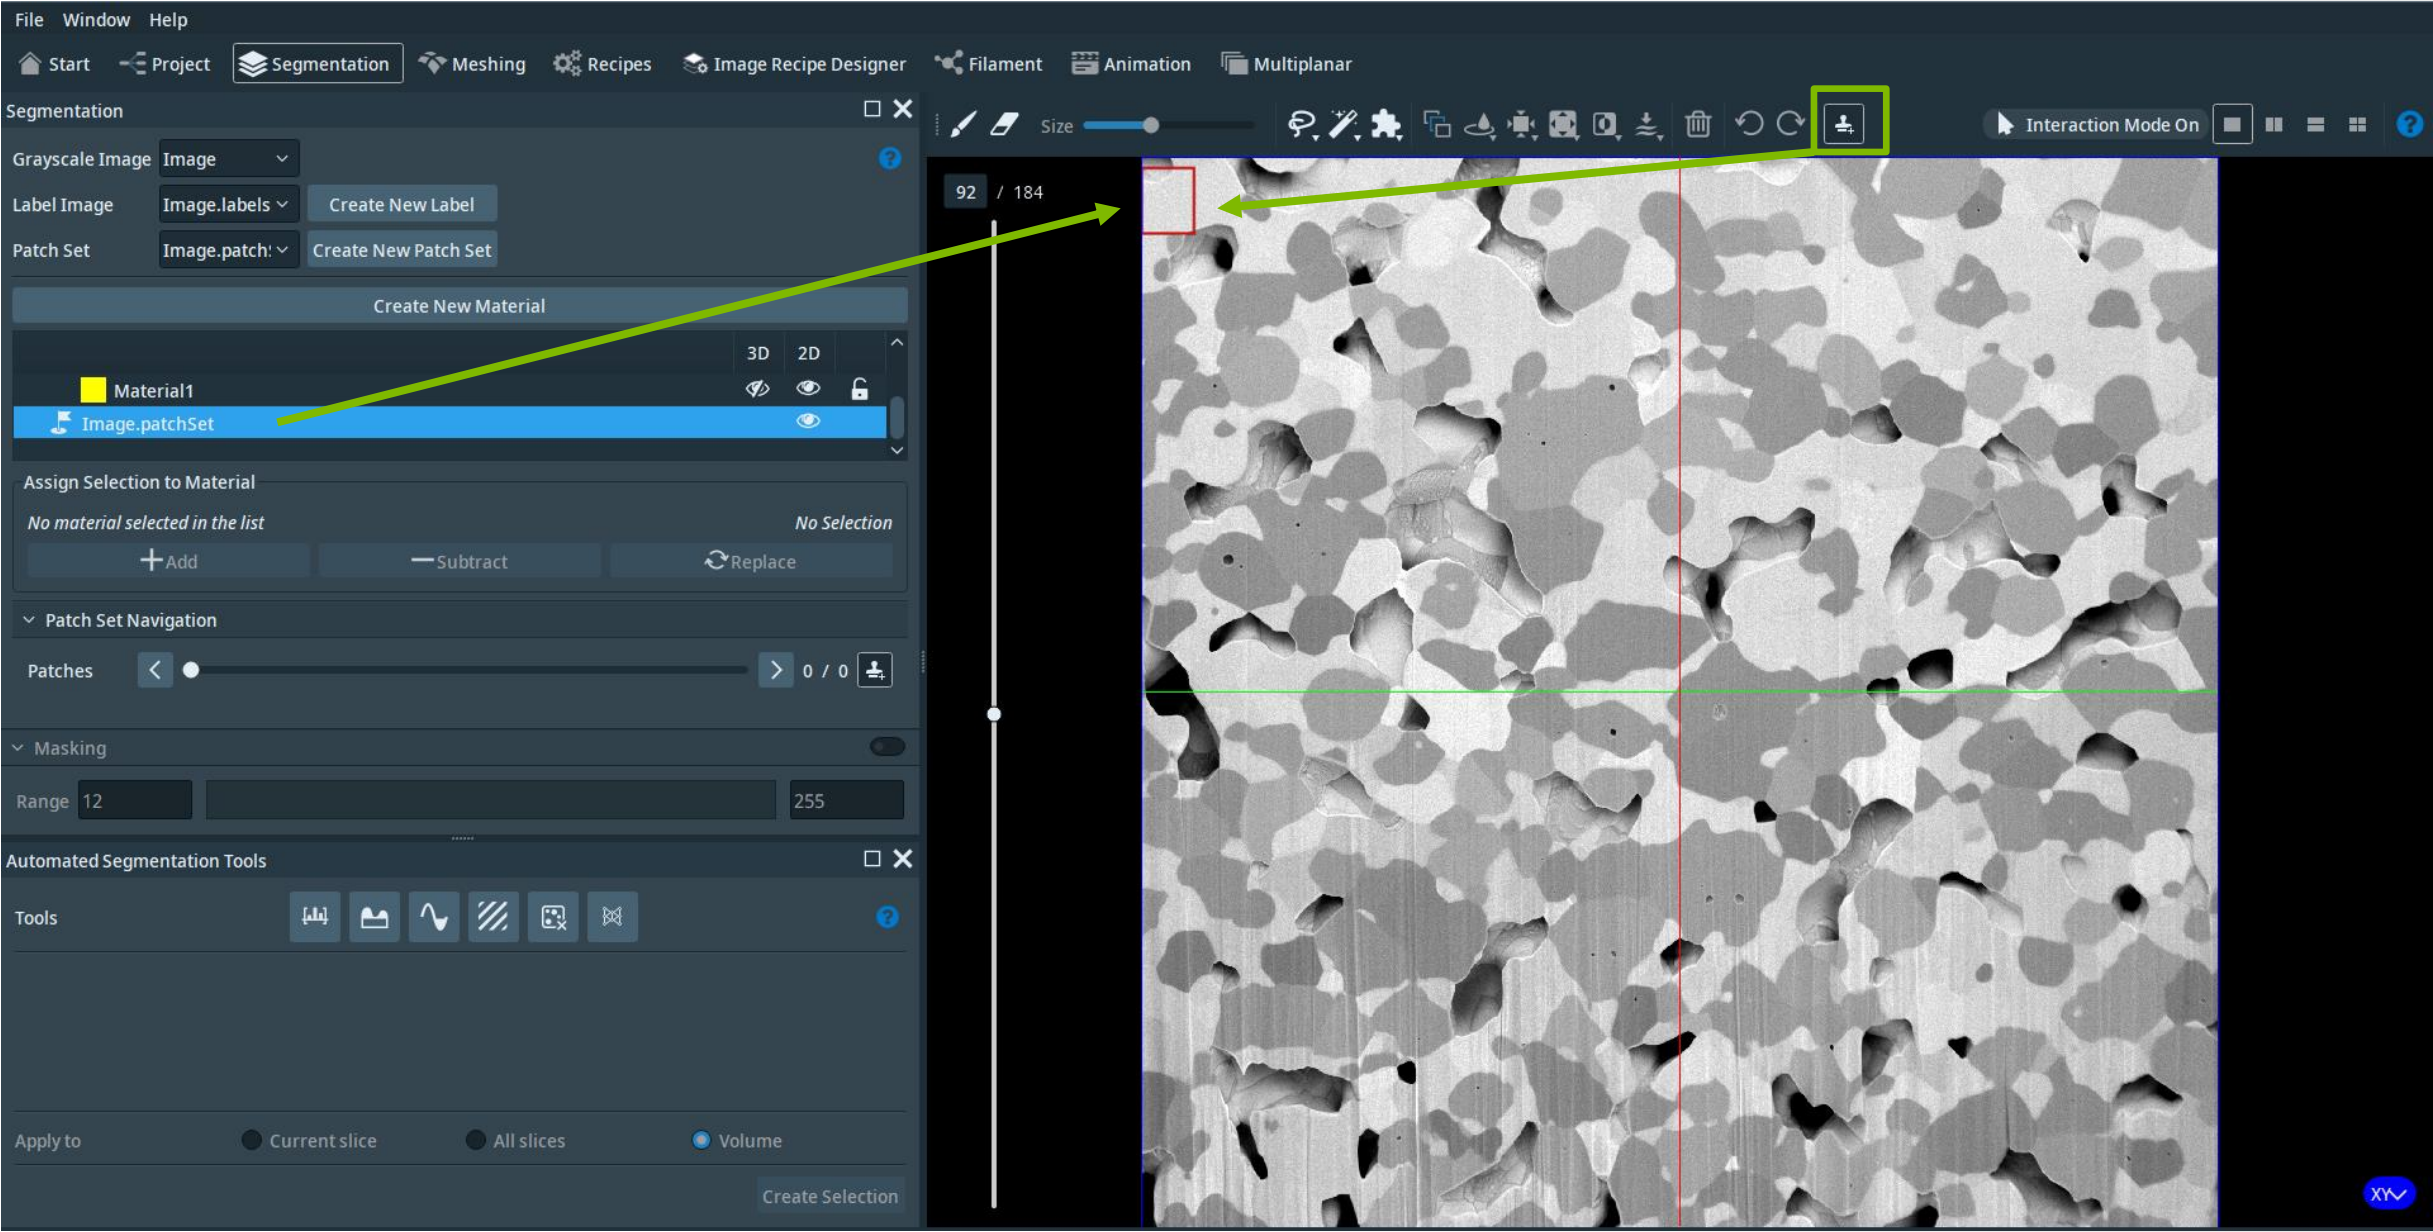 File Window Help
Start Project Segmentation Meshing Recipes Image Recipe Designer Filament Animation Multiplanar
Segmentation
Size
Interaction Mode On
Grayscale Image Image
92 / 184
Label Image Image.labels Create New Label
Patch Set Image.patch: Create New Patch Set
Create New Material
3D 2D
Material1
Image.patchSet
Assign Selection to Material
No material selected in the list No Selection
Add Subtract Replace
Patch Set Navigation
Patches 0 / 0
Masking
Range 12 255
Automated Segmentation Tools
Tools
Apply to Current slice All slices Volume
Create Selection
XY